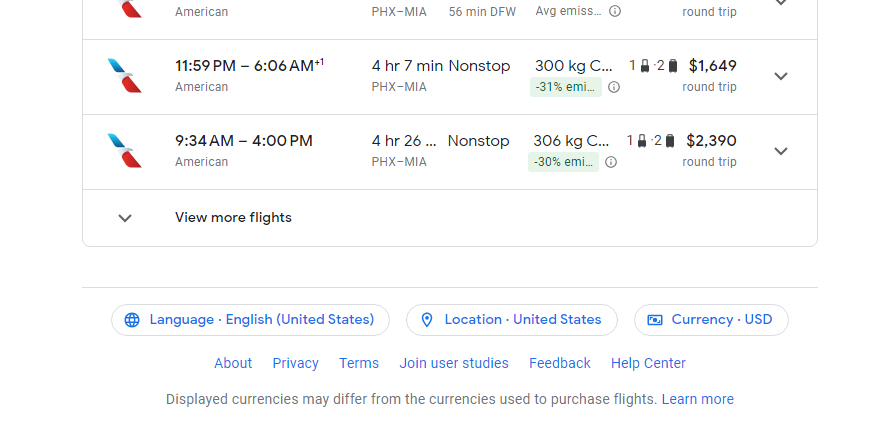 American PHX–MIA 56 min DFW Avg emiss... round trip
11:59 PM – 6:06 AM+1 4 hr 7 min Nonstop 300 kg C... 1 ·2 $1,649
American PHX–MIA -31% emi... round trip
9:34 AM – 4:00 PM 4 hr 26 ... Nonstop 306 kg C... 1 ·2 $2,390
American PHX–MIA -30% emi... round trip
View more flights
Language · English (United States) Location · United States Currency · USD
About Privacy Terms Join user studies Feedback Help Center
Displayed currencies may differ from the currencies used to purchase flights. Learn more